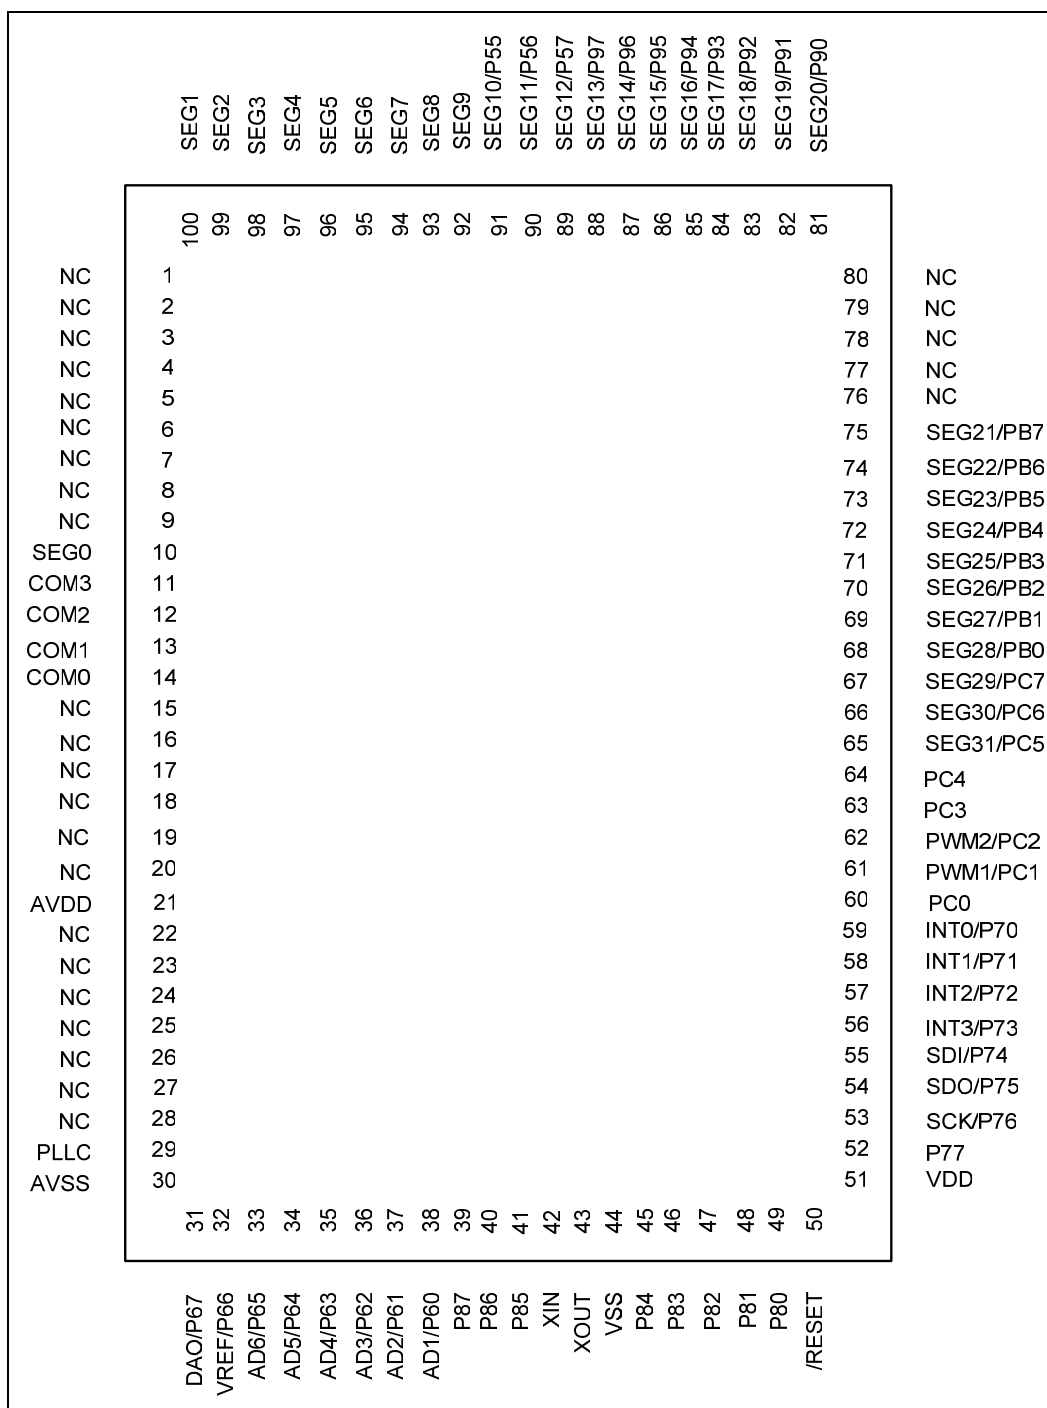 SEG1 SEG2 SEG3 SEG4 SEG5 SEG6 SEG7 SEG8 SEG9 SEG10/P55 SEG11/P56 SEG12/P57 SEG13/P97 SEG14/P96 SEG15/P95 SEG16/P94 SEG17/P93 SEG18/P92 SEG19/P91 SEG20/P90
100 99 98 97 96 95 94 93 92 91 90 89 88 87 86 85 84 83 82 81
NC 1 80 NC
NC 2 79 NC
NC 3 78 NC
NC 4 77 NC
NC 5 76 NC
NC 6 75 SEG21/PB7
NC 7 74 SEG22/PB6
NC 8 73 SEG23/PB5
NC 9 72 SEG24/PB4
SEG0 10 71 SEG25/PB3
COM3 11 70 SEG26/PB2
COM2 12 69 SEG27/PB1
COM1 13 68 SEG28/PB0
COM0 14 67 SEG29/PC7
NC 15 66 SEG30/PC6
NC 16 65 SEG31/PC5
NC 17 64 PC4
NC 18 63 PC3
NC 19 62 PWM2/PC2
NC 20 61 PWM1/PC1
AVDD 21 60 PC0
NC 22 59 INT0/P70
NC 23 58 INT1/P71
NC 24 57 INT2/P72
NC 25 56 INT3/P73
NC 26 55 SDI/P74
NC 27 54 SDO/P75
NC 28 53 SCK/P76
PLLC 29 52 P77
AVSS 30 51 VDD
31 32 33 34 35 36 37 38 39 40 41 42 43 44 45 46 47 48 49 50
DAO/P67 VREF/P66 AD6/P65 AD5/P64 AD4/P63 AD3/P62 AD2/P61 AD1/P60 P87 P86 P85 XIN XOUT VSS P84 P83 P82 P81 P80 /RESET